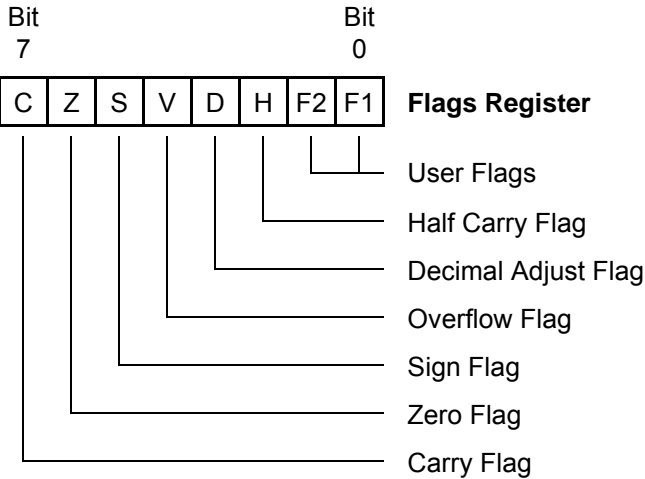 Bit Bit
7 0
C Z S V D H F2 F1 Flags Register
User Flags
Half Carry Flag
Decimal Adjust Flag
Overflow Flag
Sign Flag
Zero Flag
Carry Flag